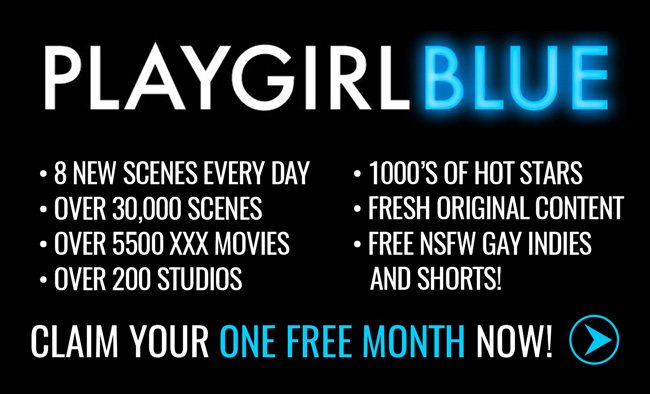 PLAYGIRL BLUE
• 8 NEW SCENES EVERY DAY
• OVER 30,000 SCENES
• OVER 5500 XXX MOVIES
• OVER 200 STUDIOS
• 1000'S OF HOT STARS
• FRESH ORIGINAL CONTENT
• FREE NSFW GAY INDIES
AND SHORTS!
CLAIM YOUR ONE FREE MONTH NOW!